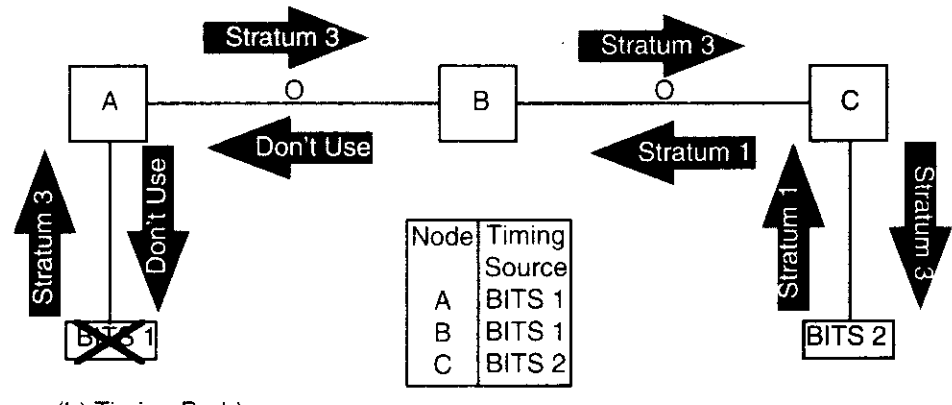 Stratum 3
Stratum 3
A
O
B
O
C
Don't Use
Stratum 1
Stratum 3
Don't Use
Stratum 1
Stratum 3
Node Timing
Source
A BITS 1
B BITS 1
C BITS 2
BITS 1
BITS 2